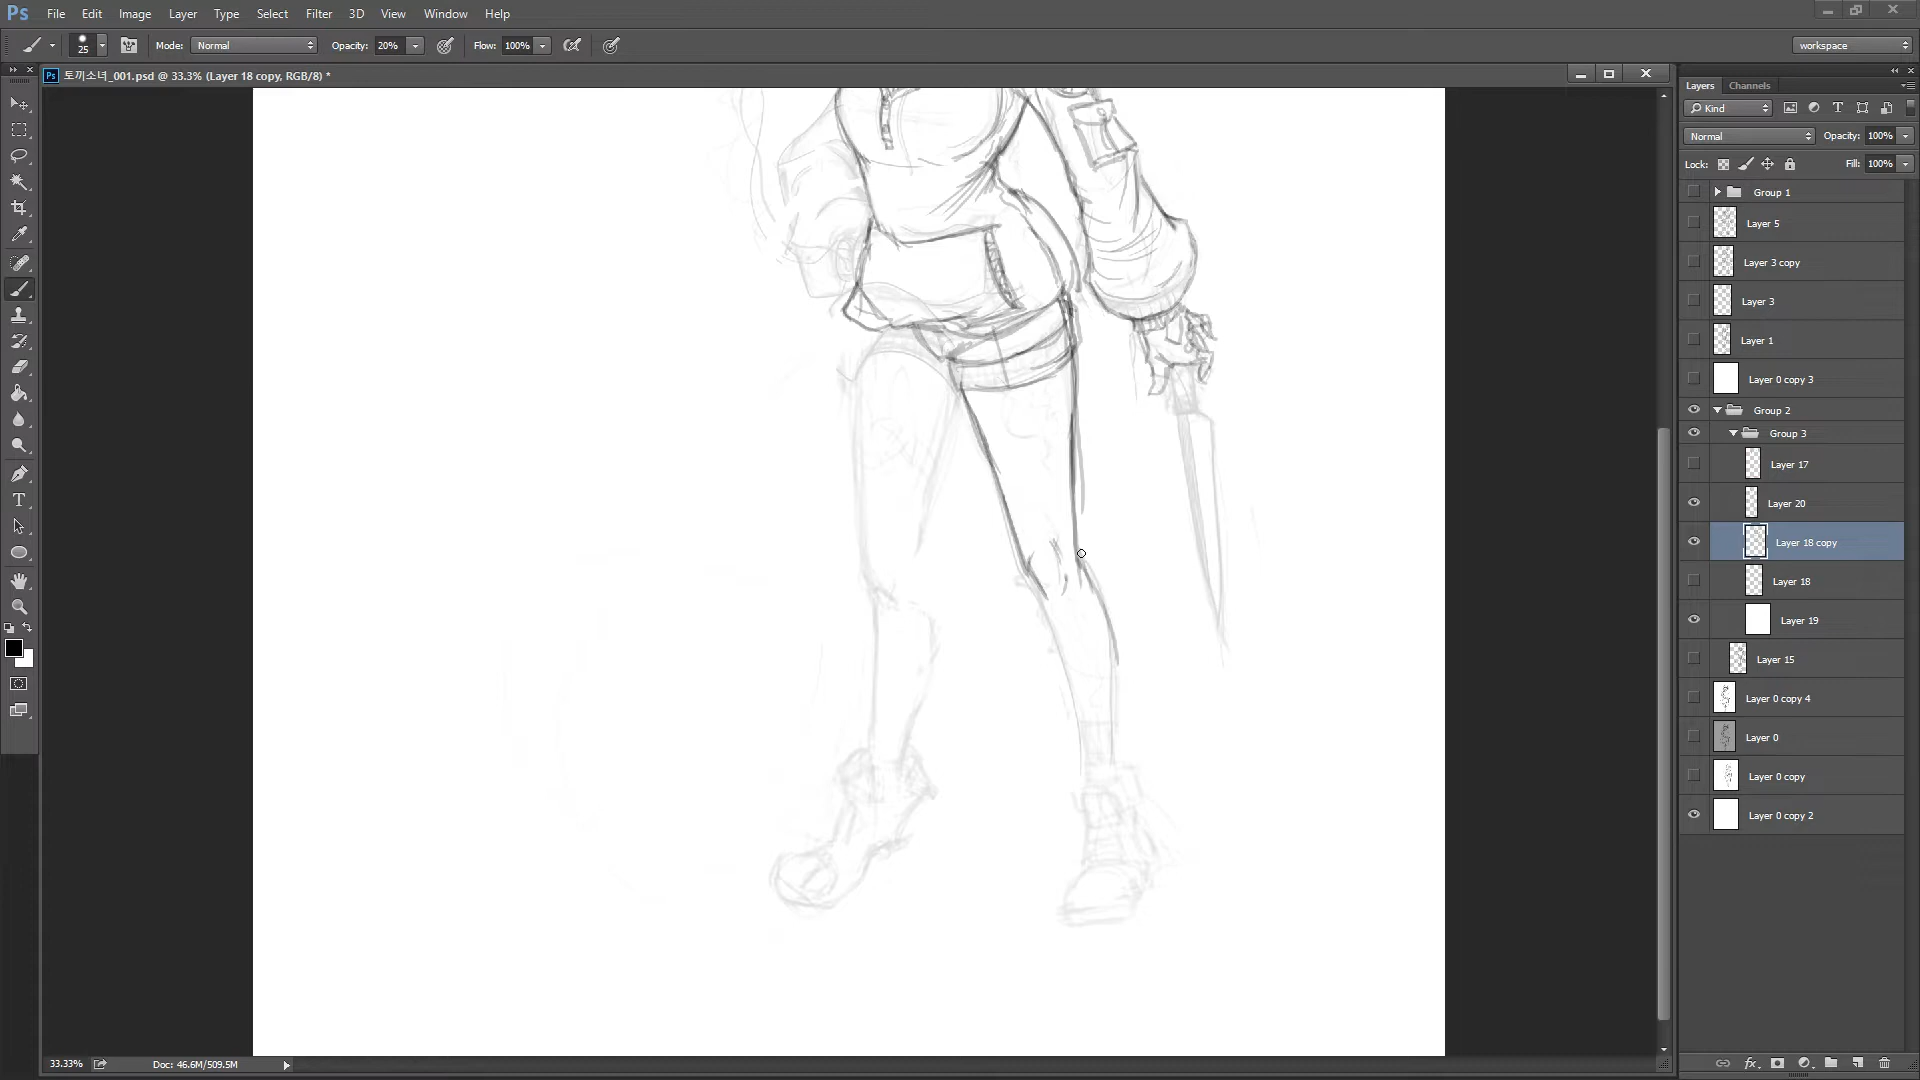 Ps File Edit Image Layer Type Select Filter 3D View Window Help
25 Mode: Normal Opacity: 20% Flow: 100% workspace
Ps 토끼소녀_001.psd @ 33.3% (Layer 18 copy, RGB/8) *
Layers Channels
Kind T
Normal Opacity: 100%
Lock: Fill: 100%
Group 1
Layer 5
Layer 3 copy
Layer 3
Layer 1
Layer 0 copy 3
Group 2
Group 3
Layer 17
Layer 20
Layer 18 copy
Layer 18
Layer 19
Layer 15
Layer 0 copy 4
Layer 0
Layer 0 copy
Layer 0 copy 2
T
33.33% Doc: 46.6M/509.5M
fx